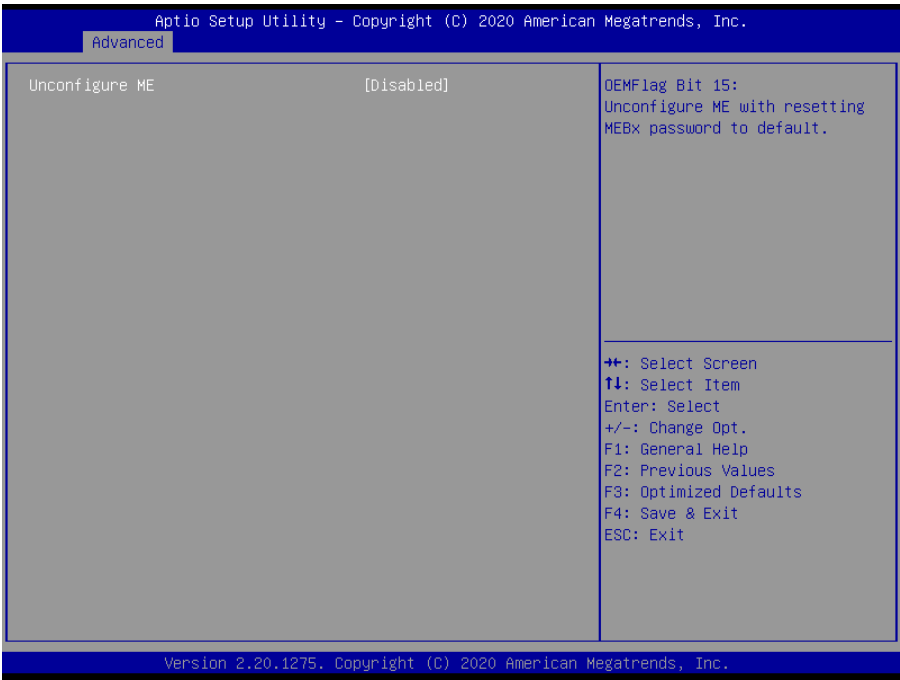 Aptio Setup Utility – Copyright (C) 2020 American Megatrends, Inc.
Advanced
Unconfigure ME [Disabled]
OEMFlag Bit 15:
Unconfigure ME with resetting
MEBx password to default.
→←: Select Screen
↑↓: Select Item
Enter: Select
+/-: Change Opt.
F1: General Help
F2: Previous Values
F3: Optimized Defaults
F4: Save & Exit
ESC: Exit
Version 2.20.1275. Copyright (C) 2020 American Megatrends, Inc.